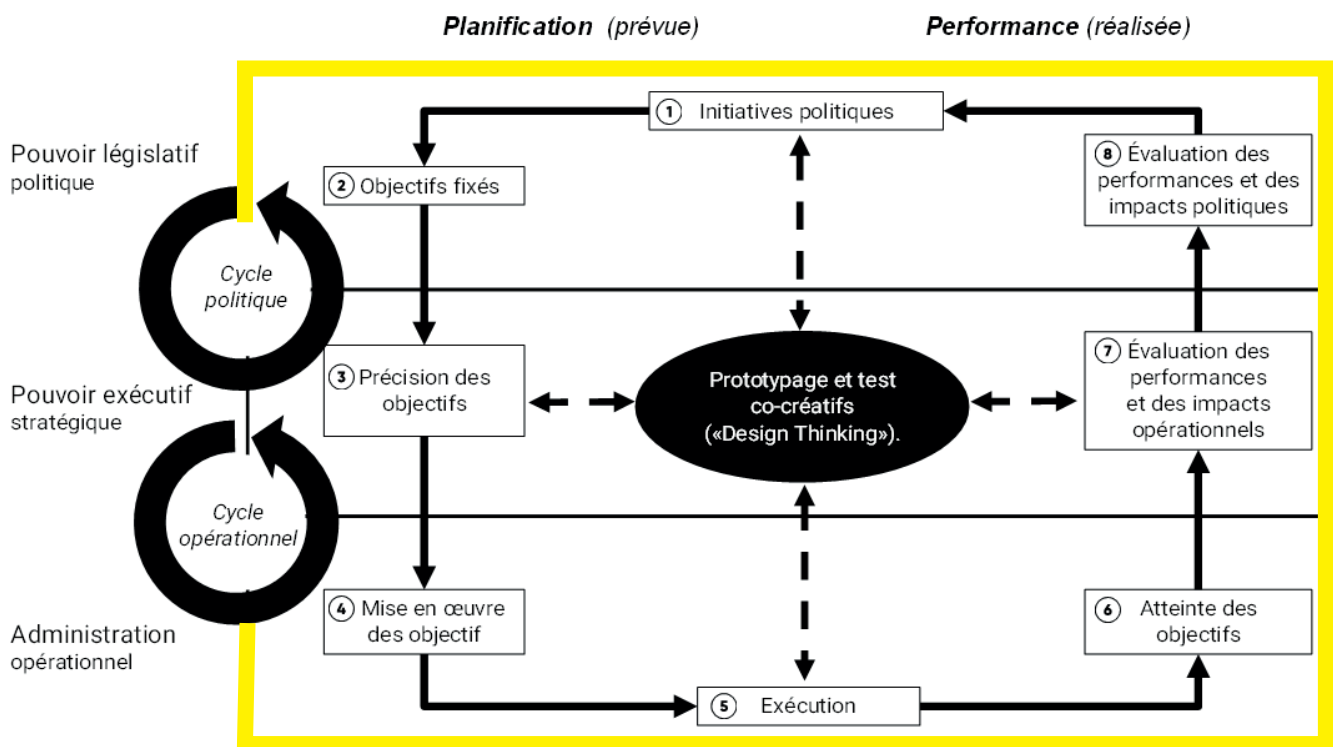 Planification (prévue)
Performance (réalisée)
1 Initiatives politiques
Pouvoir législatif
politique
2 Objectifs fixés
8 Évaluation des
performances et des
impacts politiques
Cycle
politique
Pouvoir exécutif
stratégique
3 Précision des
objectifs
Prototypage et test
co-créatifs
(«Design Thinking»).
7 Évaluation des
performances
et des impacts
opérationnels
Cycle
opérationnel
Administration
opérationnel
4 Mise en œuvre
des objectif
6 Atteinte des
objectifs
5 Exécution